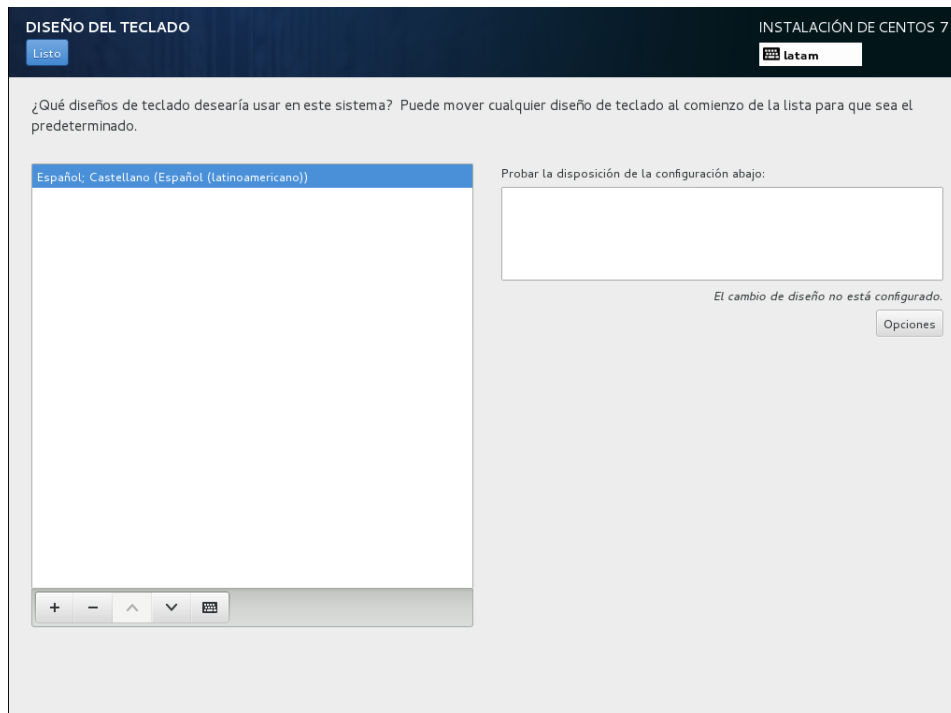 DISEÑO DEL TECLADO
INSTALACIÓN DE CENTOS 7
Listo
latam
¿Qué diseños de teclado desearía usar en este sistema?  Puede mover cualquier diseño de teclado al comienzo de la lista para que sea el
predeterminado.
Español; Castellano (Español (latinoamericano))
Probar la disposición de la configuración abajo:
El cambio de diseño no está configurado.
Opciones